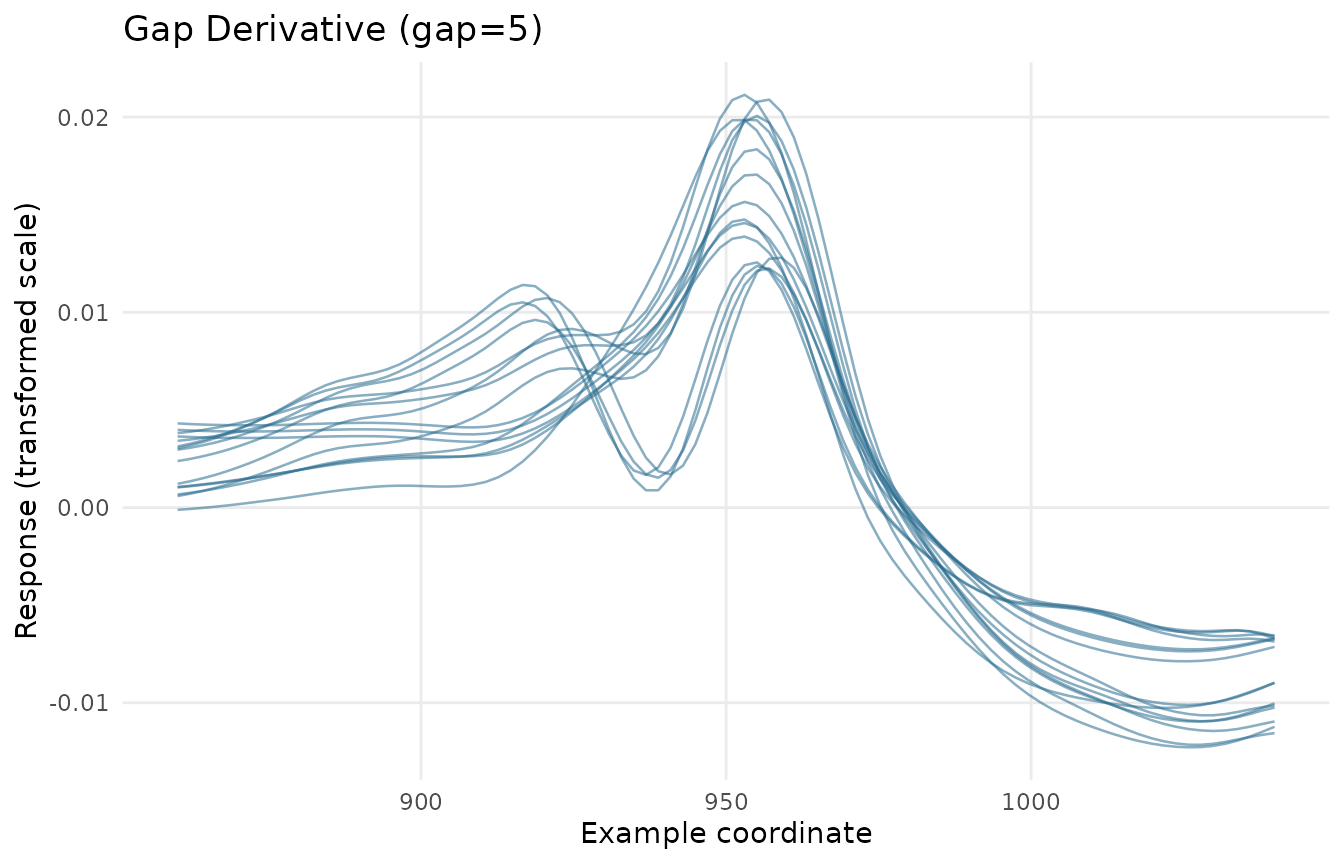 Gap Derivative (gap=5)
Response (transformed scale)
0.02
0.01
0.00
-0.01
900
950
1000
Example coordinate